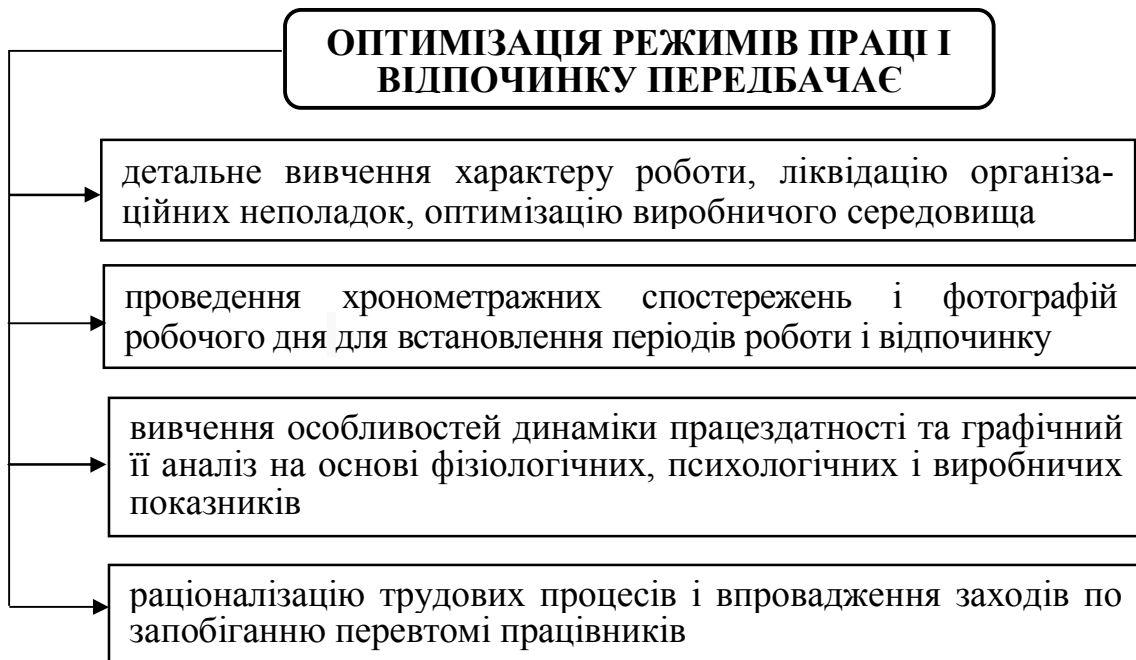 ОПТИМІЗАЦІЯ РЕЖИМІВ ПРАЦІ І
ВІДПОЧИНКУ ПЕРЕДБАЧАЄ
детальне вивчення характеру роботи, ліквідацію організа-
ційних неполадок, оптимізацію виробничого середовища
проведення хронометражних спостережень і фотографій
робочого дня для встановлення періодів роботи і відпочинку
вивчення особливостей динаміки працездатності та графічний
її аналіз на основі фізіологічних, психологічних і виробничих
показників
раціоналізацію трудових процесів і впровадження заходів по
запобіганню перевтомі працівників